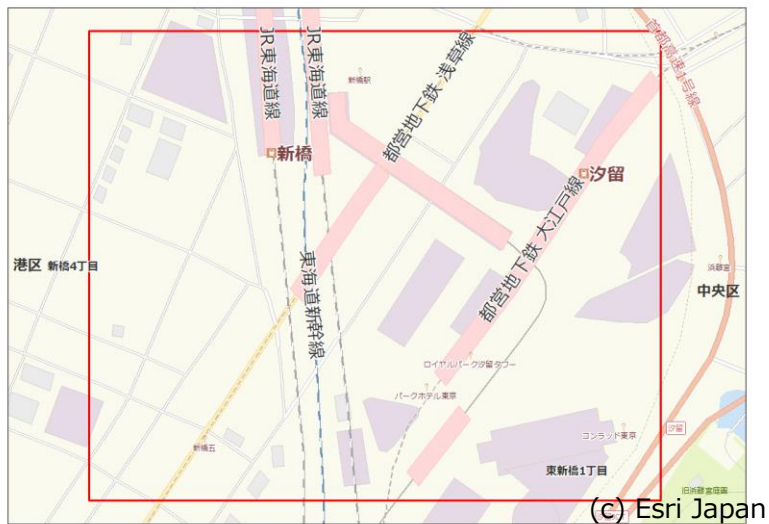 JR東海道線
JR東海道線
新橋駅
都営地下鉄 浅草線
首都高速1号線
新橋
汐留
都営地下鉄 大江戸線
港区 新橋4丁目
東海道新幹線
浜離宮
中央区
ロイヤルパーク汐留タワー
パークホテル東京
新橋五
コンラッド東京
汐留
東新橋1丁目
旧浜離宮庭園
(c) Esri Japan